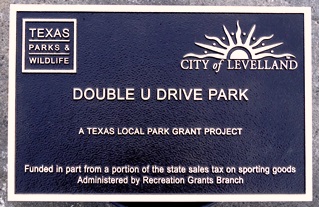 TEXAS
PARKS &
WILDLIFE
CITY of LEVELLAND
DOUBLE U DRIVE PARK
A TEXAS LOCAL PARK GRANT PROJECT
Funded in part from a portion of the state sales tax on sporting goods
Administered by Recreation Grants Branch